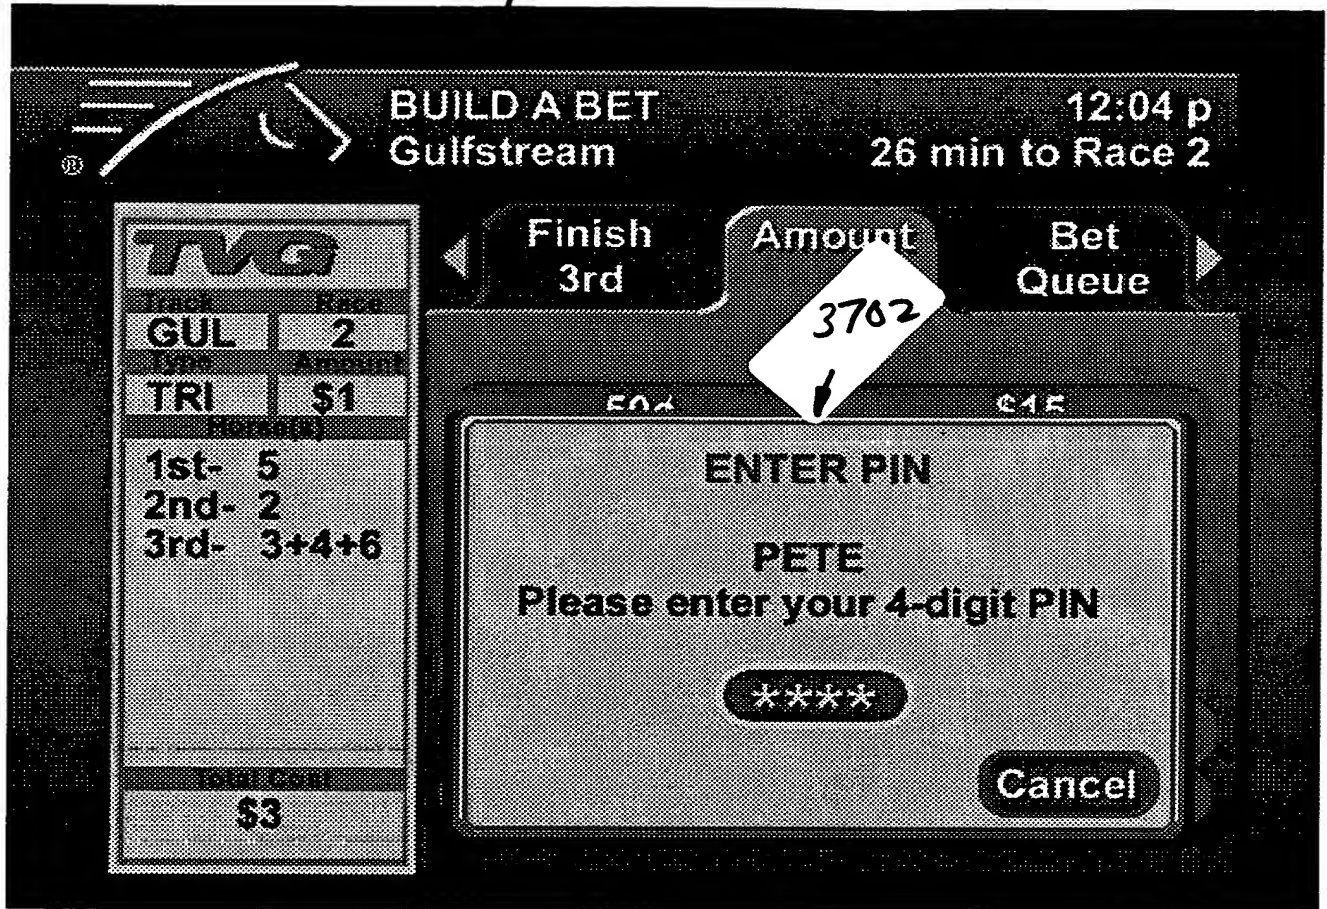 BUILD A BET
Gulfstream
12:04 p
26 min to Race 2
®
TVG
Track Race
GUL 2
Type Amount
TRI $1
Horse(s)
1st- 5
2nd- 2
3rd- 3+4+6
Total Cost
$3
Finish
3rd
Amount
Bet
Queue
3702
50¢ $15
ENTER PIN
PETE
Please enter your 4-digit PIN
****
Cancel